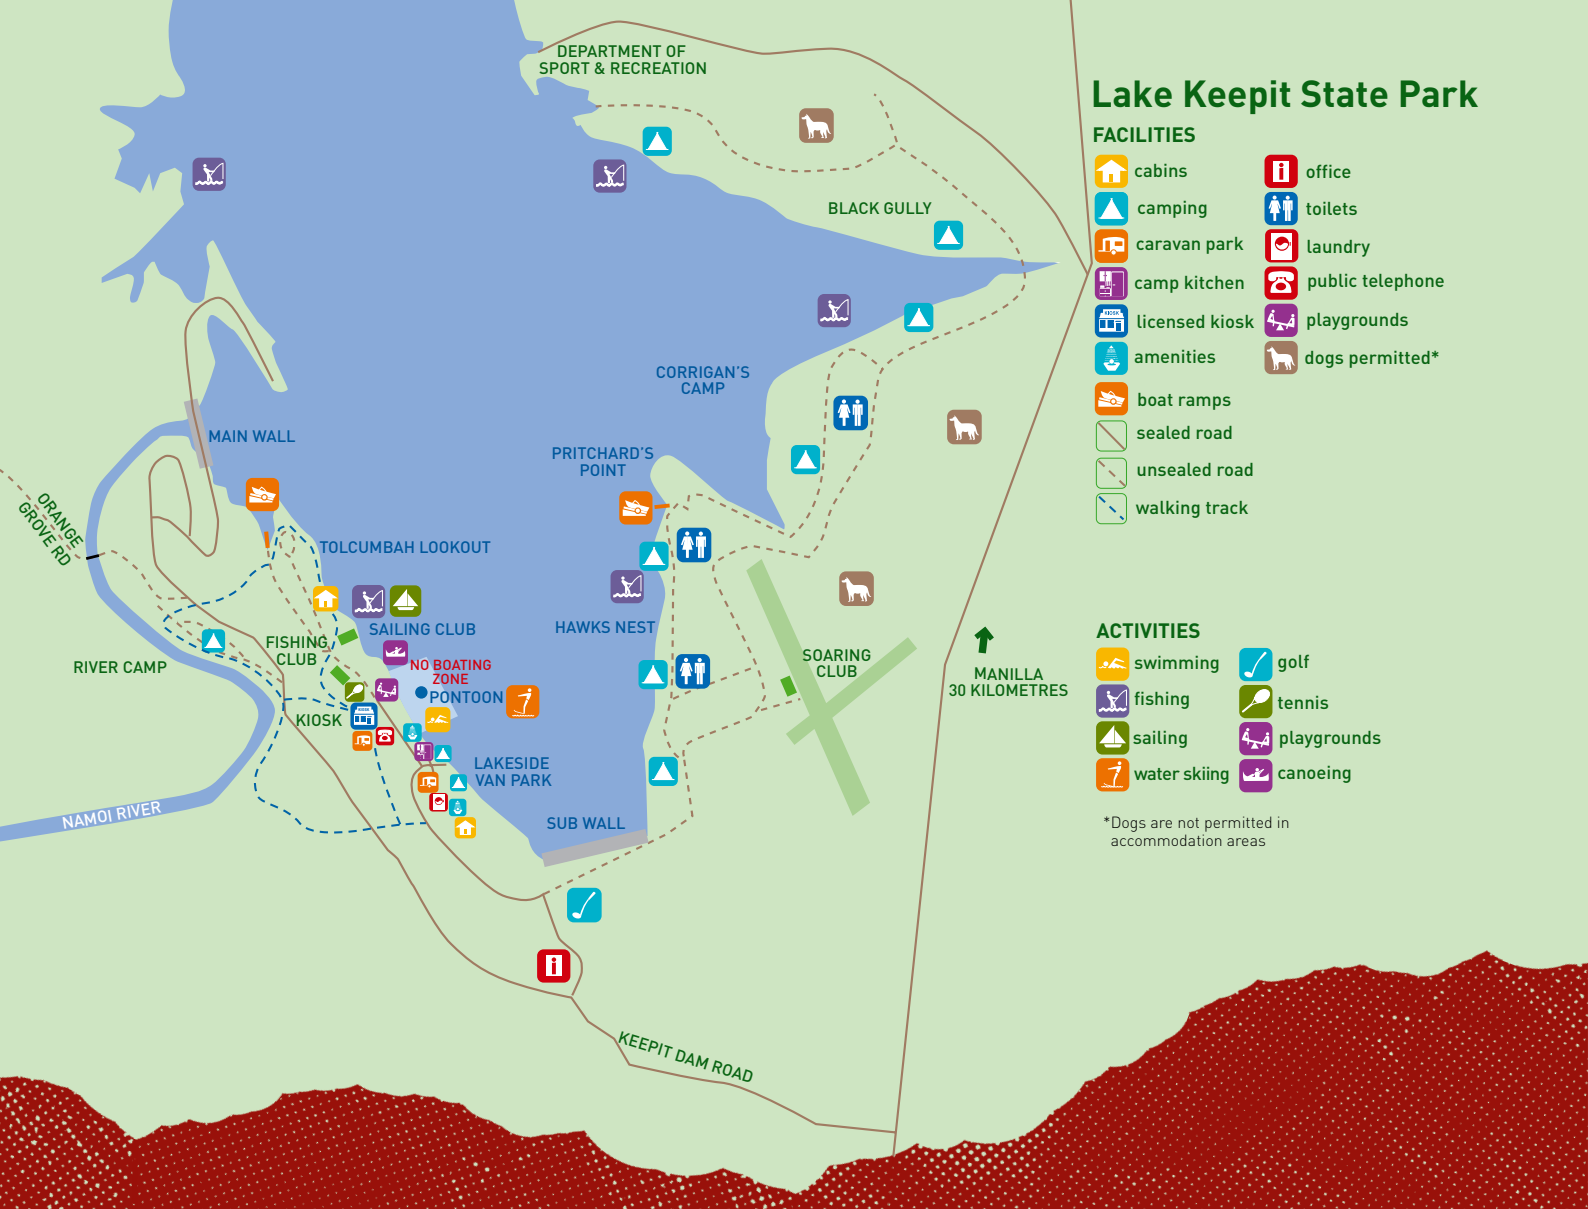 Lake Keepit State Park
FACILITIES
cabins
camping
caravan park
camp kitchen
KIOSK
licensed kiosk
amenities
boat ramps
sealed road
unsealed road
walking track
office
toilets
laundry
public telephone
playgrounds
dogs permitted*
ACTIVITIES
swimming
fishing
sailing
water skiing
golf
tennis
playgrounds
canoeing
*Dogs are not permitted in
accommodation areas
DEPARTMENT OF
SPORT & RECREATION
BLACK GULLY
CORRIGAN'S
CAMP
MAIN WALL
PRITCHARD'S
POINT
ORANGE
GROVE RD
TOLCUMBAH LOOKOUT
SAILING CLUB
HAWKS NEST
FISHING
CLUB
RIVER CAMP
NO BOATING
ZONE
PONTOON
SOARING
CLUB
MANILLA
30 KILOMETRES
KIOSK
LAKESIDE
VAN PARK
NAMOI RIVER
SUB WALL
KEEPIT DAM ROAD